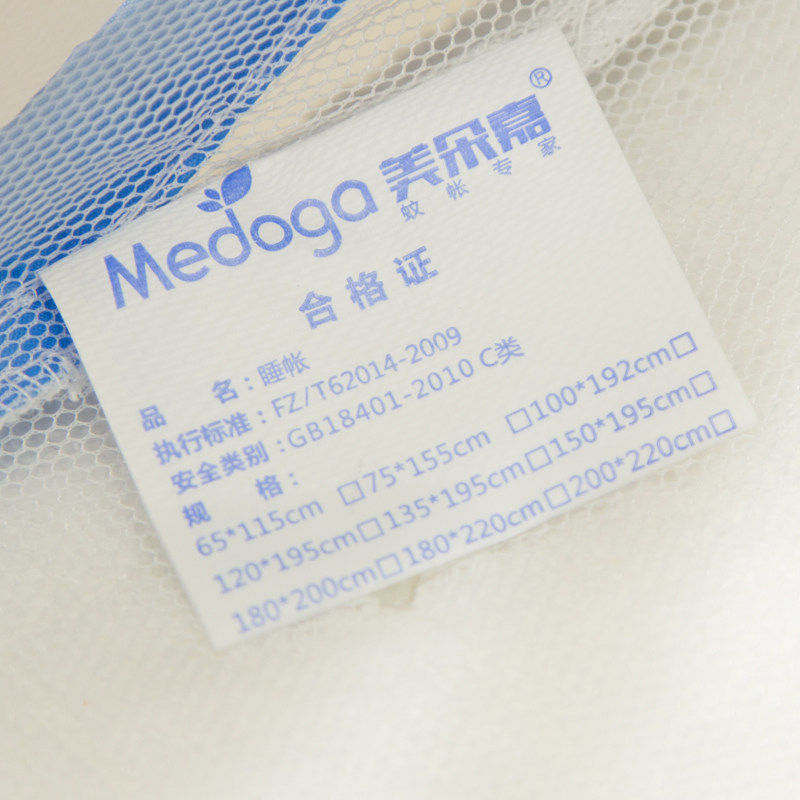 Medoga 美朵嘉®
蚊帐专家
合格证
品 名：睡帐
执行标准：FZ/T62014-2009
安全类别：GB18401-2010 C类
规 格：
65*115cm □75*155cm □100*192cm□
120*195cm□135*195cm□150*195cm□
180*200cm□180*220cm□200*220cm□